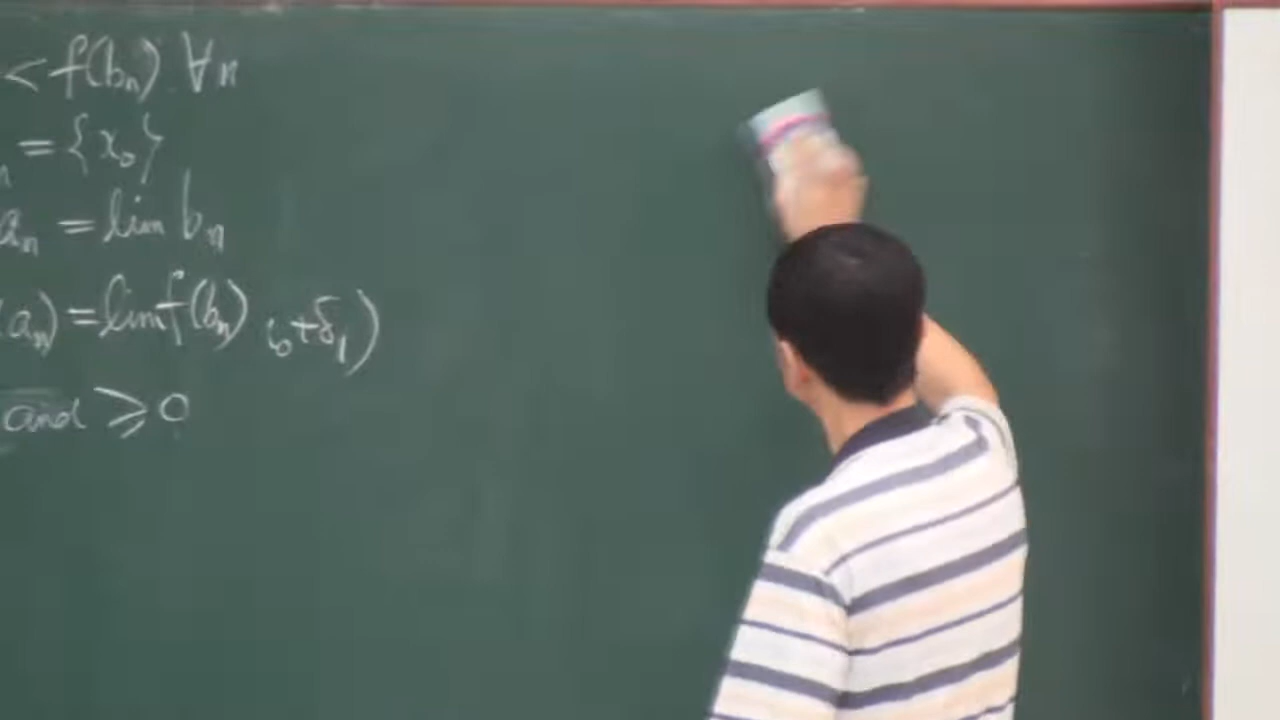 < f(bn) ∀n
n = {x₀}
an = lim bn
(an) = lim f(bn) 0+δ₁)
and ⩾ 0